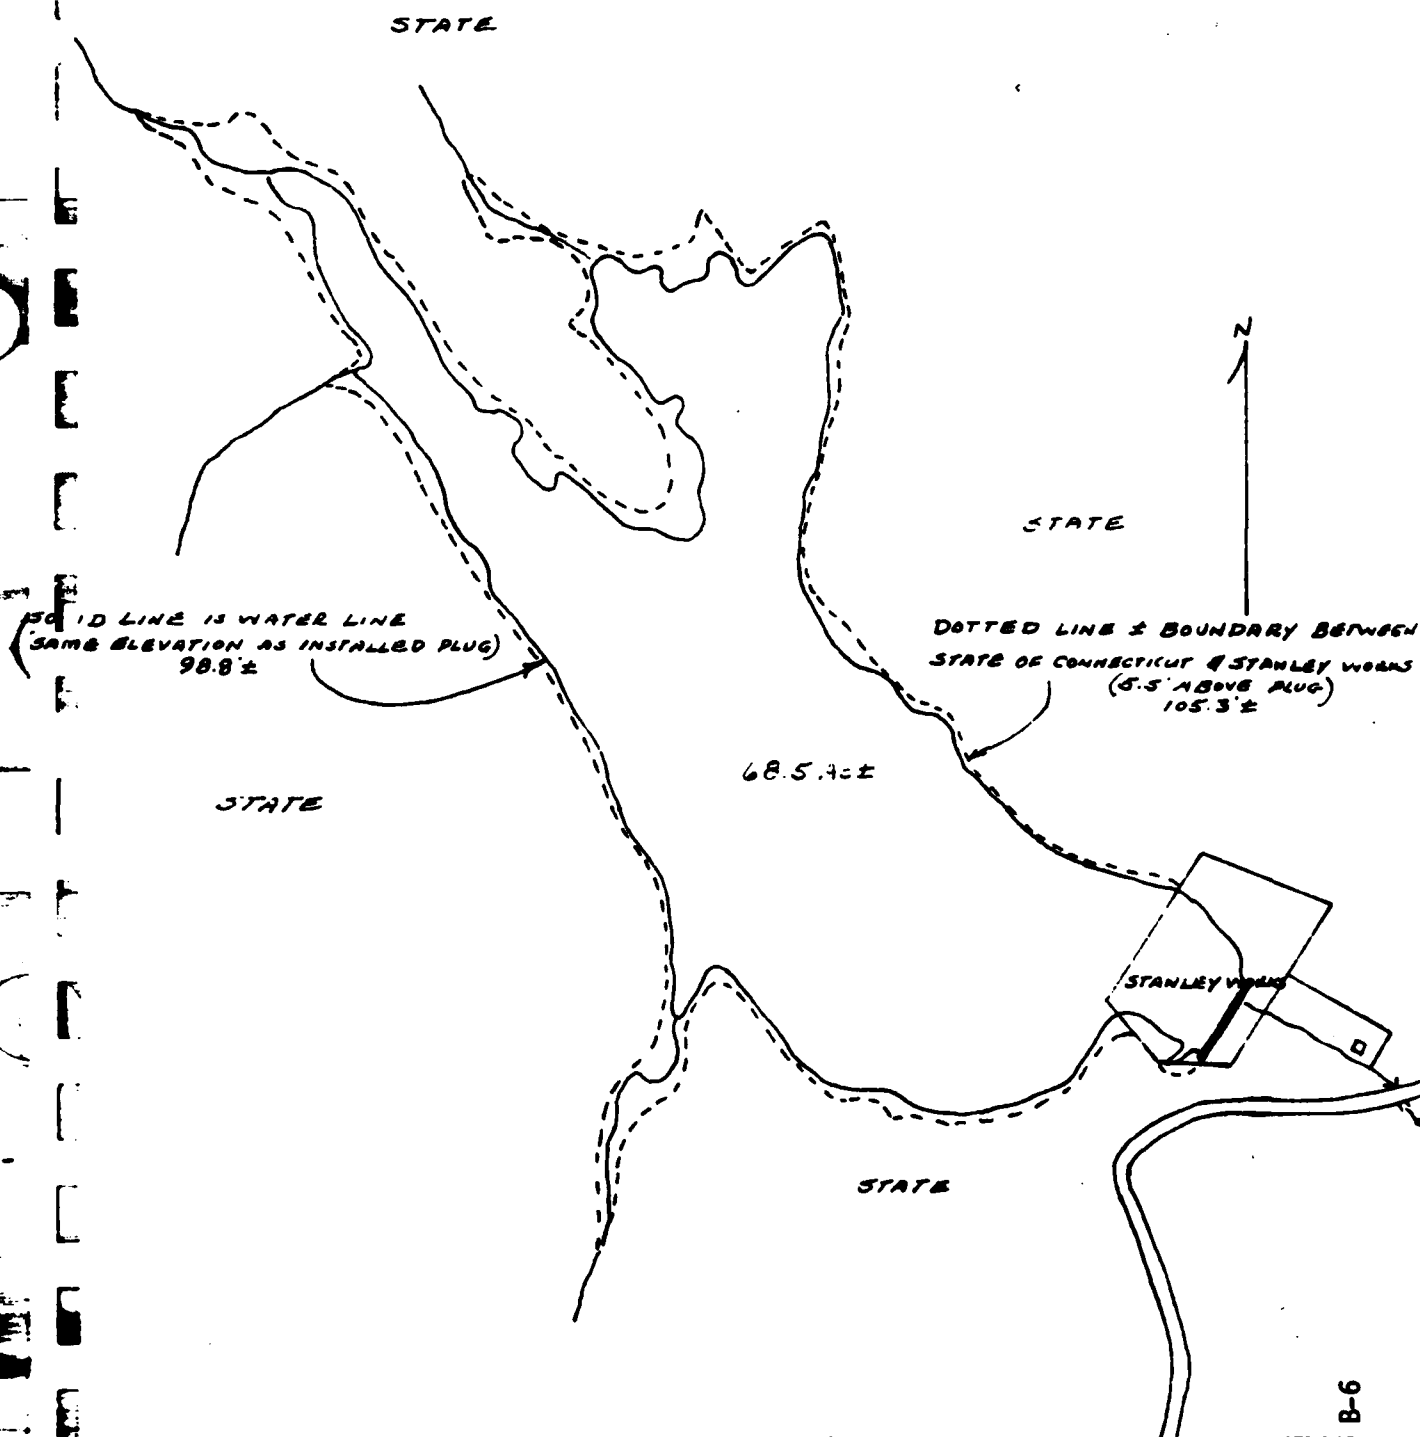 STATE
N
STATE
SOLID LINE IS WATER LINE
(SAME ELEVATION AS INSTALLED PLUG)
98.8'±
DOTTED LINE ± BOUNDARY BETWEEN
STATE OF CONNECTICUT & STANLEY WORKS
(5.5' ABOVE PLUG)
105.3'±
68.5 Ac±
STATE
STANLEY WORKS
STATE
B-6